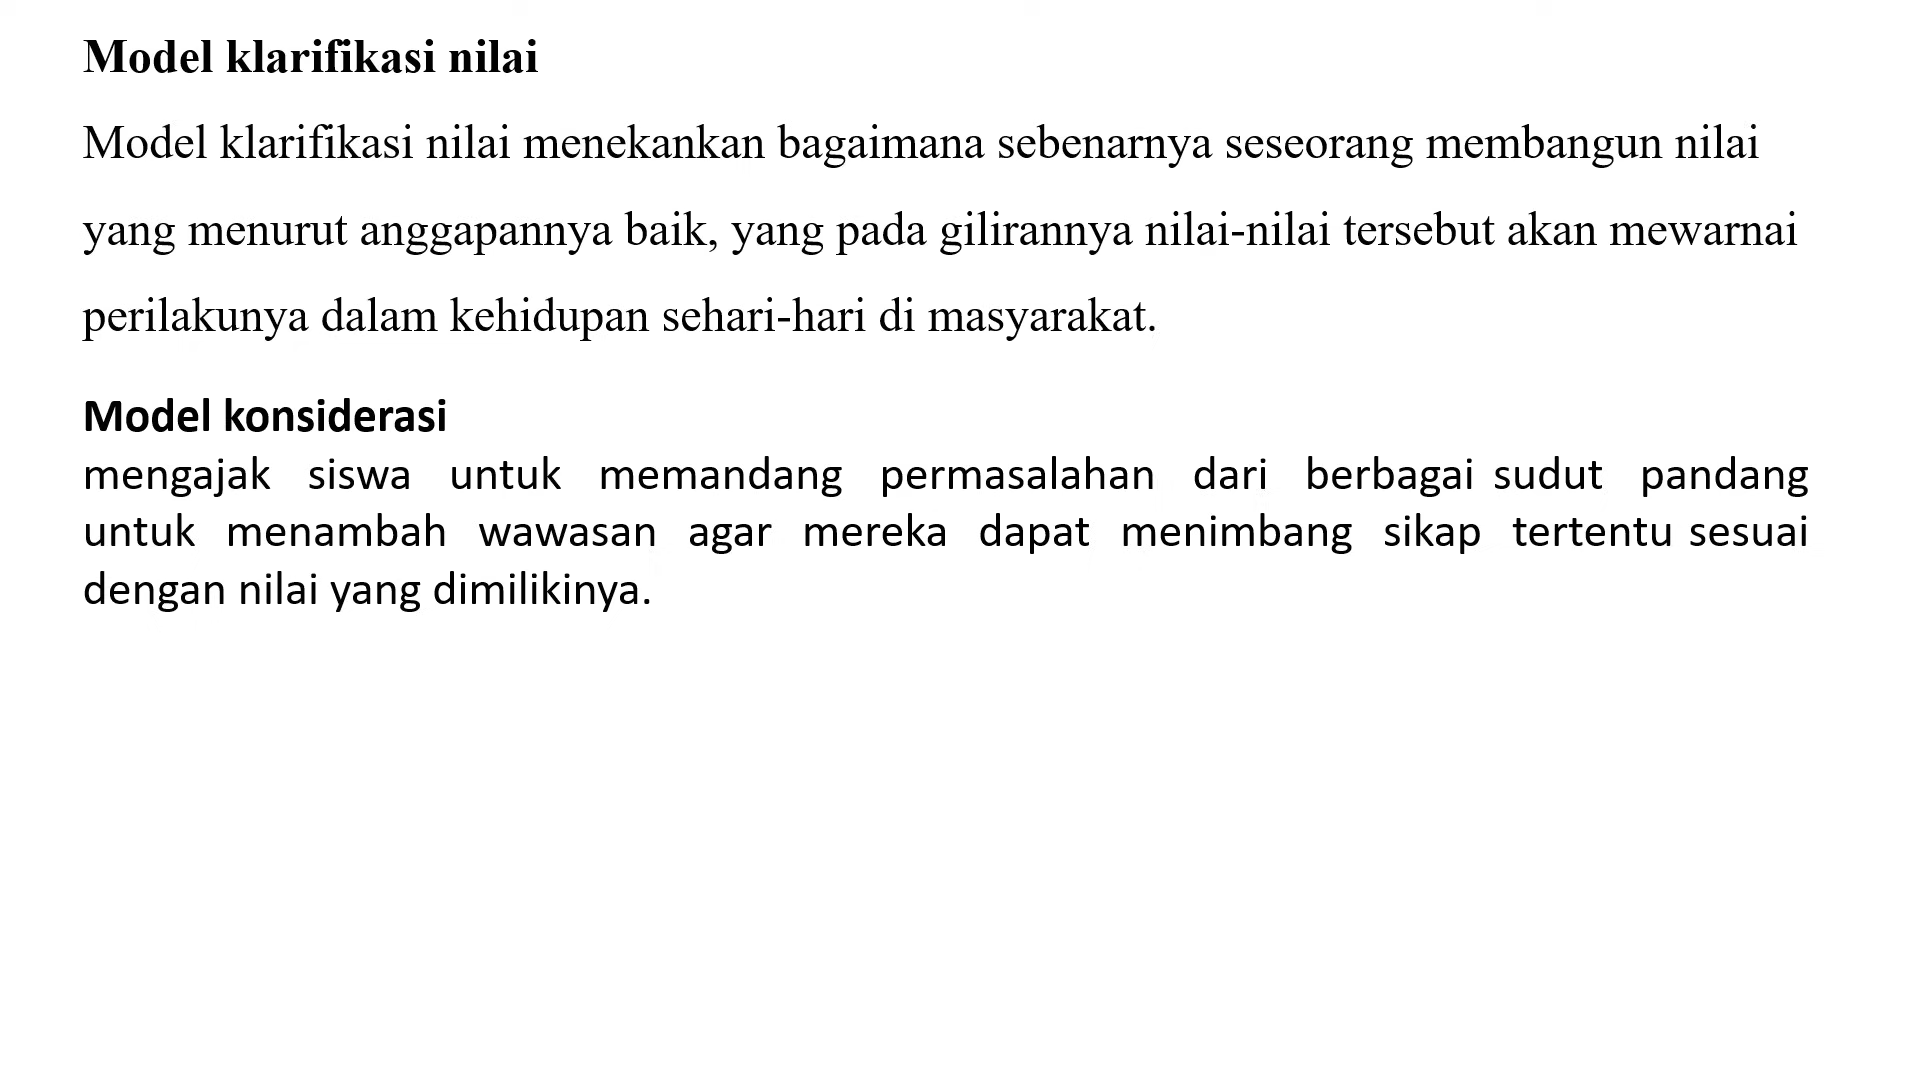 Model klarifikasi nilai
Model klarifikasi nilai menekankan bagaimana sebenarnya seseorang membangun nilai
yang menurut anggapannya baik, yang pada gilirannya nilai-nilai tersebut akan mewarnai
perilakunya dalam kehidupan sehari-hari di masyarakat.
Model konsiderasi
mengajak siswa untuk memandang permasalahan dari berbagai sudut pandang
untuk menambah wawasan agar mereka dapat menimbang sikap tertentu sesuai
dengan nilai yang dimilikinya.